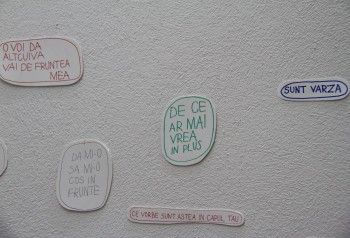 O VOI DA
ALTCUIVA
VAI DE FRUNTEA
MEA
SUNT VARZA
DE CE
AR MAI
VREA
IN PLUS
DA MI-O
SA MI-O
COS IN
FRUNTE
CE VORBE SUNT ASTEA IN CAPUL TAU